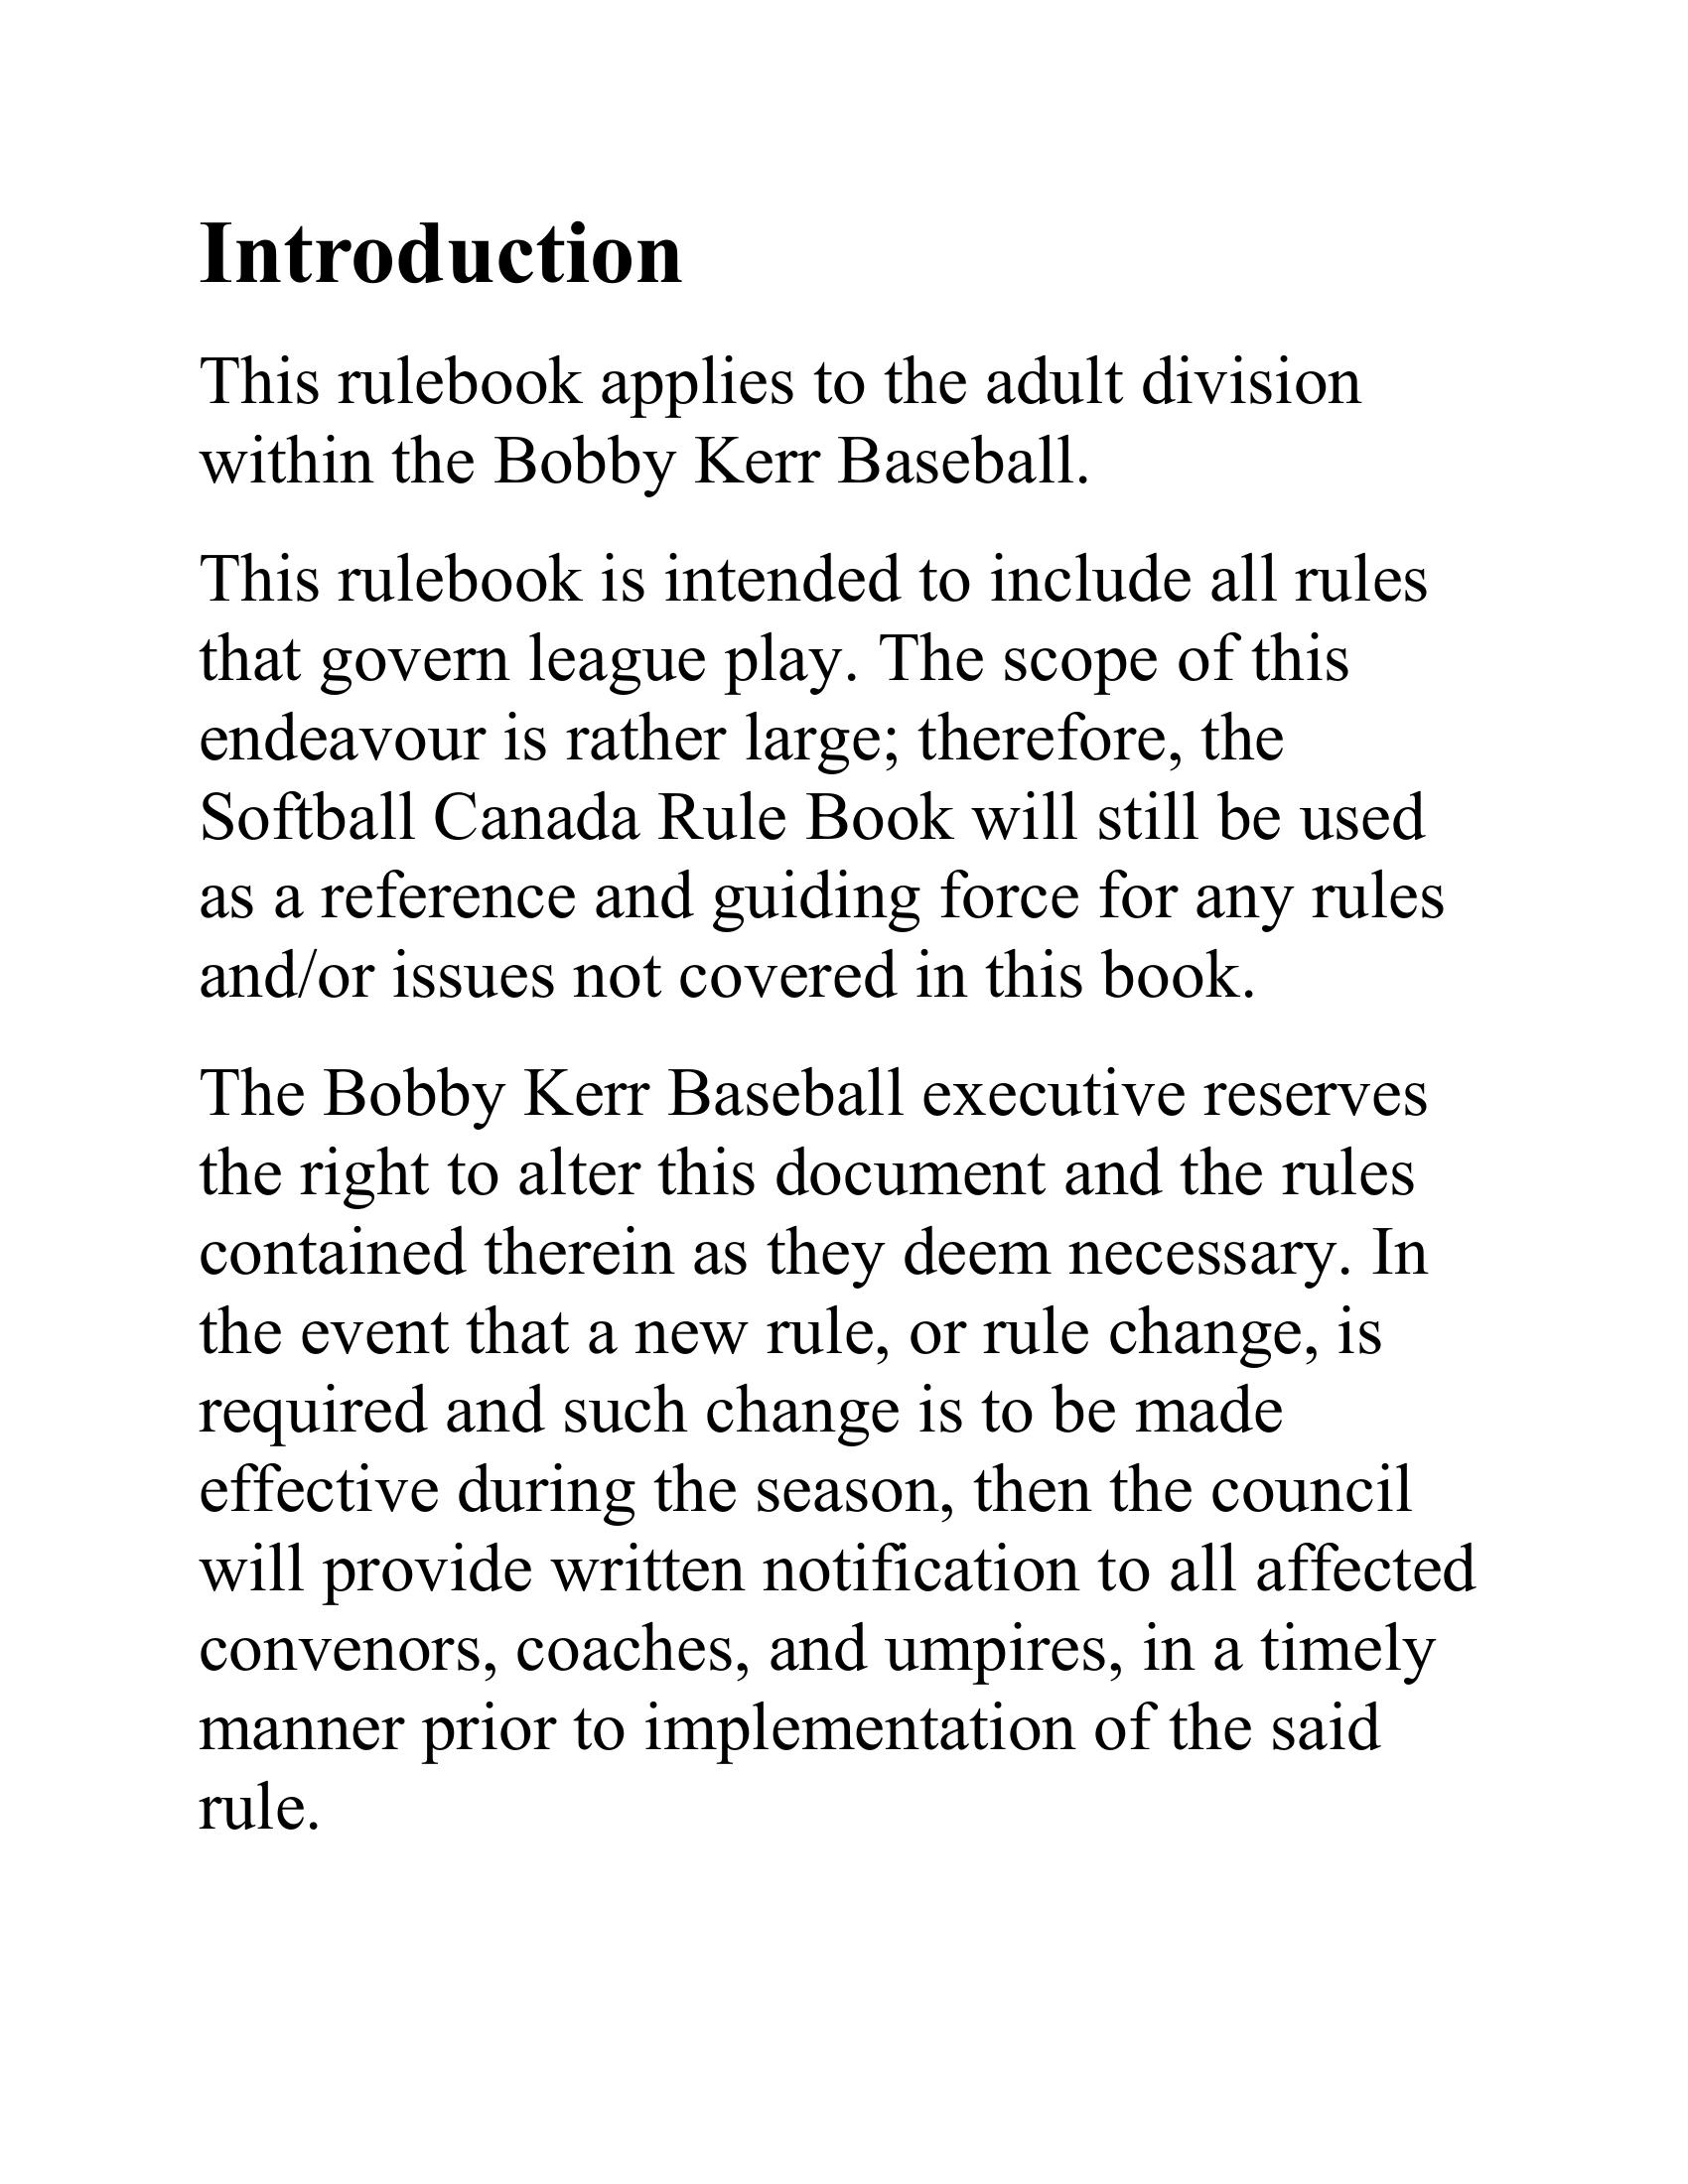 Introduction
This rulebook applies to the adult division
within the Bobby Kerr Baseball.
This rulebook is intended to include all rules
that govern league play. The scope of this
endeavour is rather large; therefore, the
Softball Canada Rule Book will still be used
as a reference and guiding force for any rules
and/or issues not covered in this book.
The Bobby Kerr Baseball executive reserves
the right to alter this document and the rules
contained therein as they deem necessary. In
the event that a new rule, or rule change, is
required and such change is to be made
effective during the season, then the council
will provide written notification to all affected
convenors, coaches, and umpires, in a timely
manner prior to implementation of the said
rule.